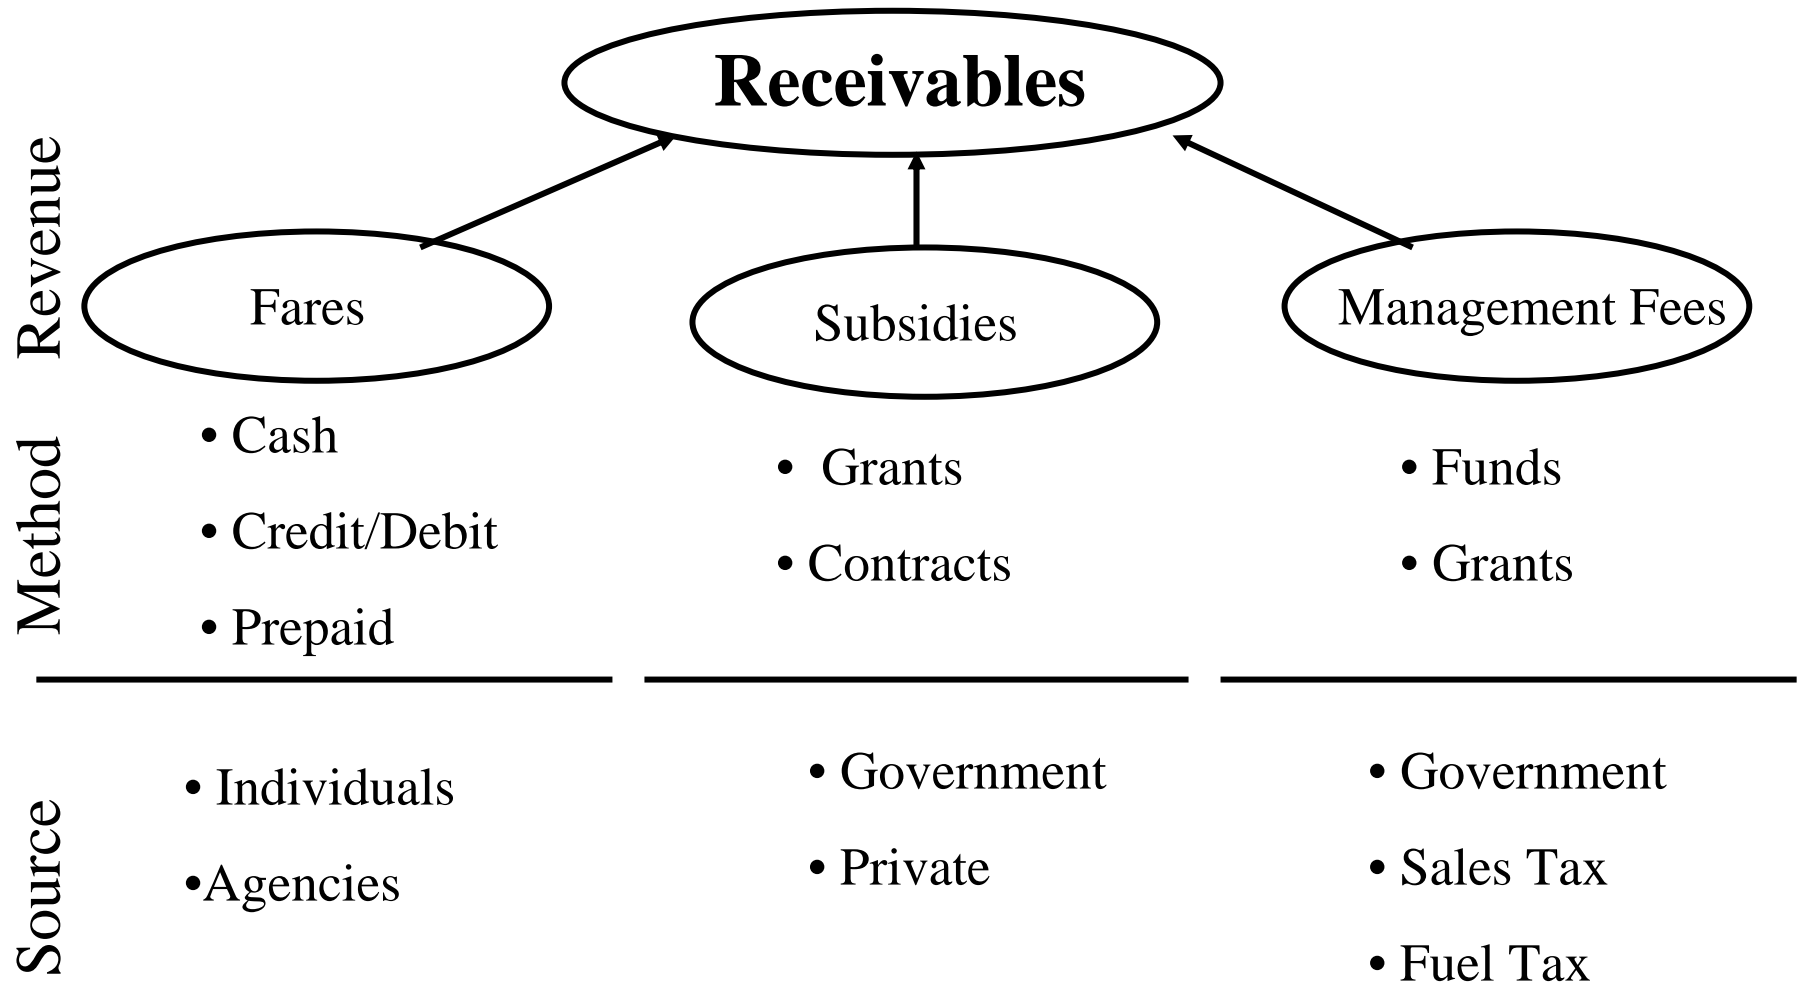 Receivables
Revenue
Fares
Subsidies
Management Fees
Method
• Cash
• Credit/Debit
• Prepaid
• Grants
• Contracts
• Funds
• Grants
Source
• Individuals
•Agencies
• Government
• Private
• Government
• Sales Tax
• Fuel Tax